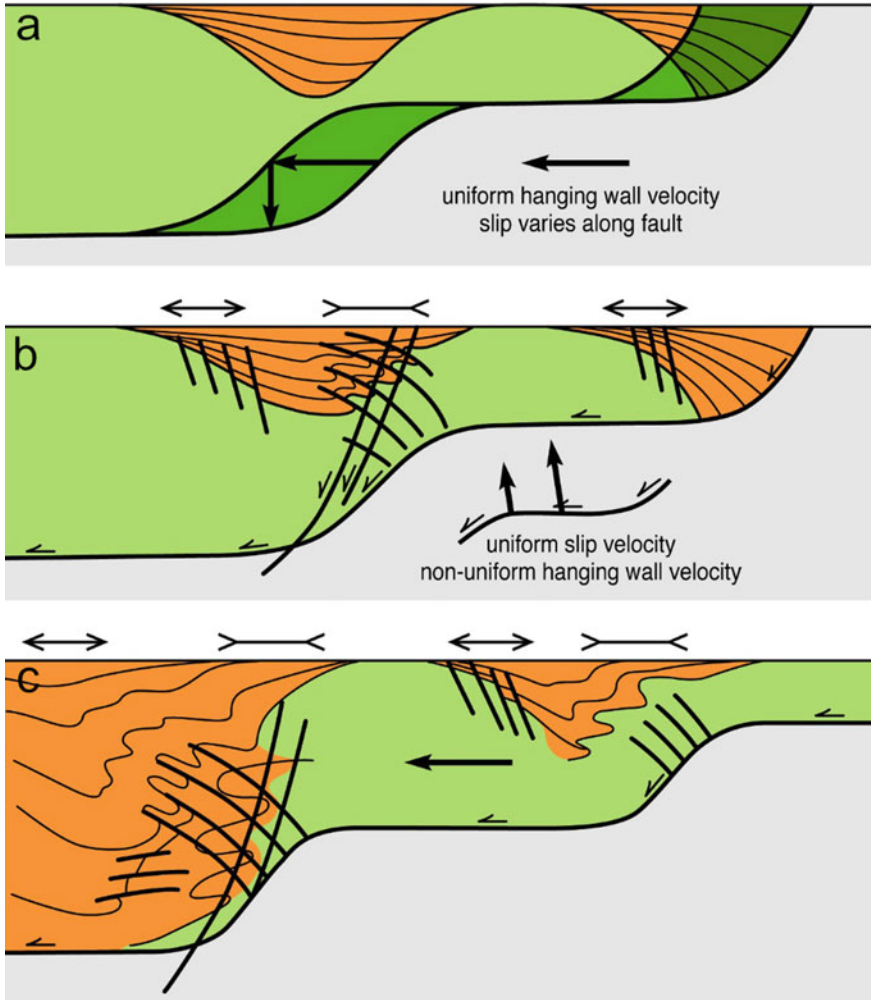 a
uniform hanging wall velocity
slip varies along fault
b
uniform slip velocity
non-uniform hanging wall velocity
c